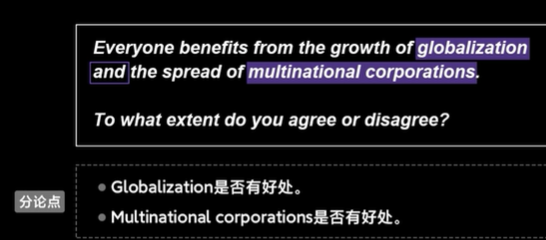 Everyone benefits from the growth of globalization
and the spread of multinational corporations.
To what extent do you agree or disagree?
分论点
Globalization是否有好处。
Multinational corporations是否有好处。